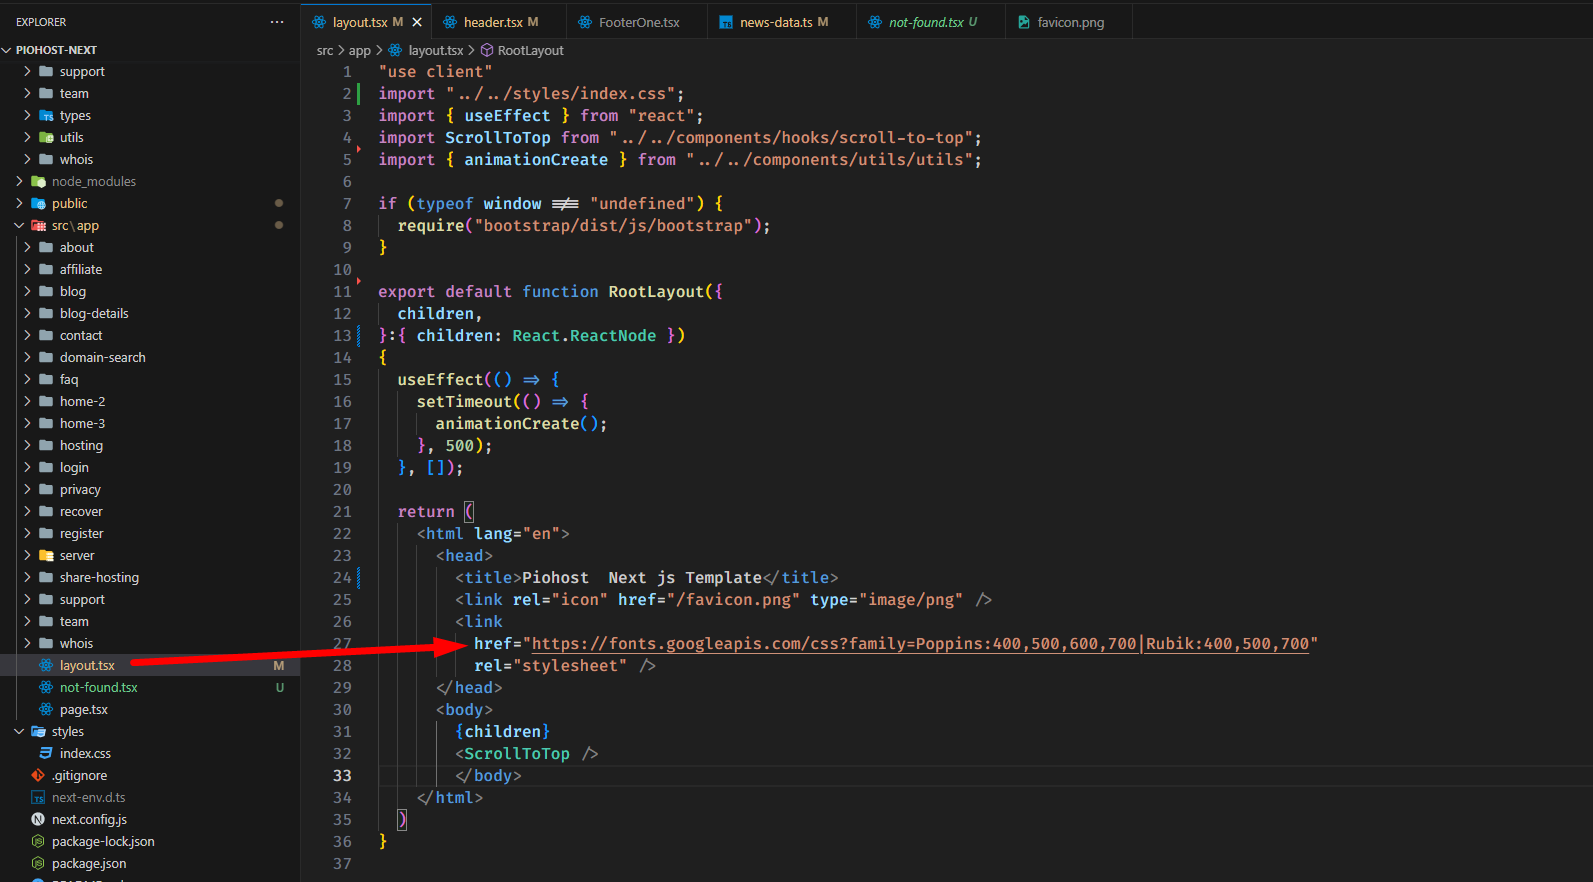 EXPLORER
PIOHOST-NEXT
support
team
types
utils
whois
node_modules
public
src\app
about
affiliate
blog
blog-details
contact
domain-search
faq
home-2
home-3
hosting
login
privacy
recover
register
server
share-hosting
support
team
whois
layout.tsx M
not-found.tsx U
page.tsx
styles
index.css
.gitignore
next-env.d.ts
next.config.js
package-lock.json
package.json
layout.tsx M header.tsx M FooterOne.tsx news-data.ts M not-found.tsx U favicon.png
src > app > layout.tsx > RootLayout
1 "use client"
2 import "../../styles/index.css";
3 import { useEffect } from "react";
4 import ScrollToTop from "../../components/hooks/scroll-to-top";
5 import { animationCreate } from "../../components/utils/utils";
6
7 if (typeof window !== "undefined") {
8 require("bootstrap/dist/js/bootstrap");
9 }
10
11 export default function RootLayout({
12 children,
13 }:{ children: React.ReactNode })
14 {
15 useEffect(() => {
16 setTimeout(() => {
17 animationCreate();
18 }, 500);
19 }, []);
20
21 return (
22 <html lang="en">
23 <head>
24 <title>Piohost  Next js Template</title>
25 <link rel="icon" href="/favicon.png" type="image/png" />
26 <link
27 href="https://fonts.googleapis.com/css?family=Poppins:400,500,600,700|Rubik:400,500,700"
28 rel="stylesheet" />
29 </head>
30 <body>
31 {children}
32 <ScrollToTop />
33 </body>
34 </html>
35 )
36 }
37